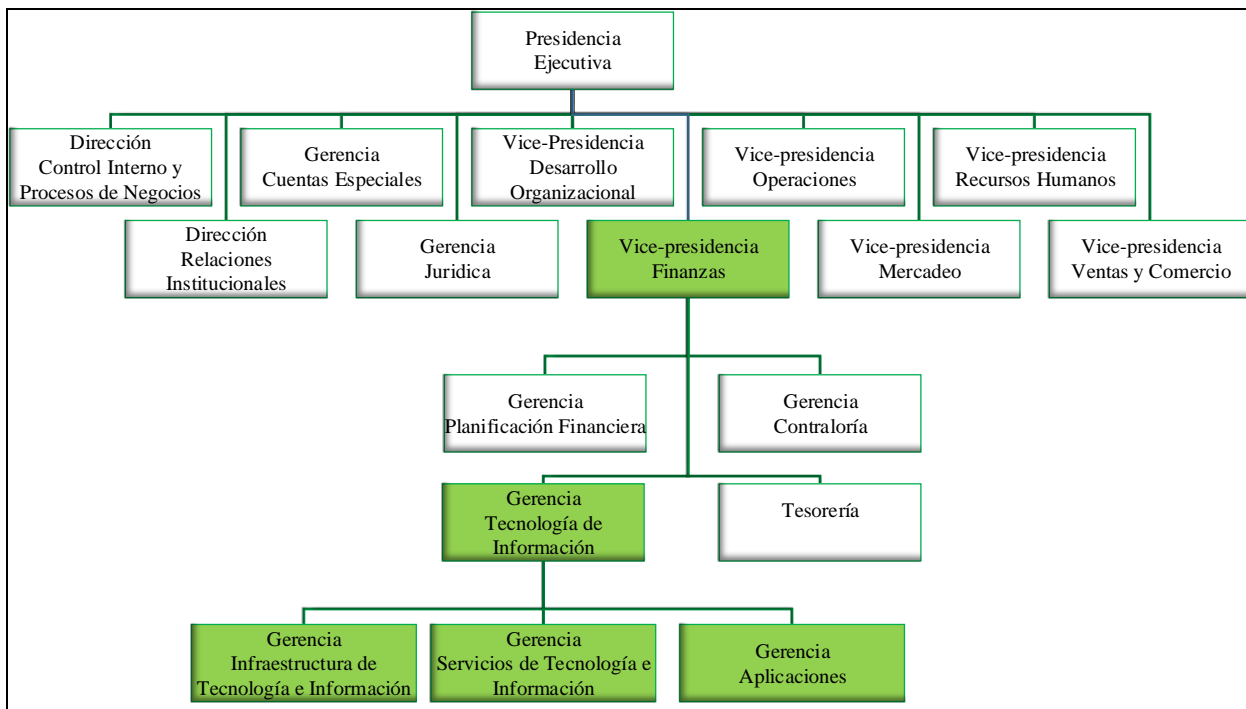 Presidencia
Ejecutiva
Dirección
Control Interno y
Procesos de Negocios
Gerencia
Cuentas Especiales
Vice-Presidencia
Desarrollo
Organizacional
Vice-presidencia
Operaciones
Vice-presidencia
Recursos Humanos
Dirección
Relaciones
Institucionales
Gerencia
Juridica
Vice-presidencia
Finanzas
Vice-presidencia
Mercadeo
Vice-presidencia
Ventas y Comercio
Gerencia
Planificación Financiera
Gerencia
Contraloría
Gerencia
Tecnología de
Información
Tesorería
Gerencia
Infraestructura de
Tecnología e Información
Gerencia
Servicios de Tecnología e
Información
Gerencia
Aplicaciones